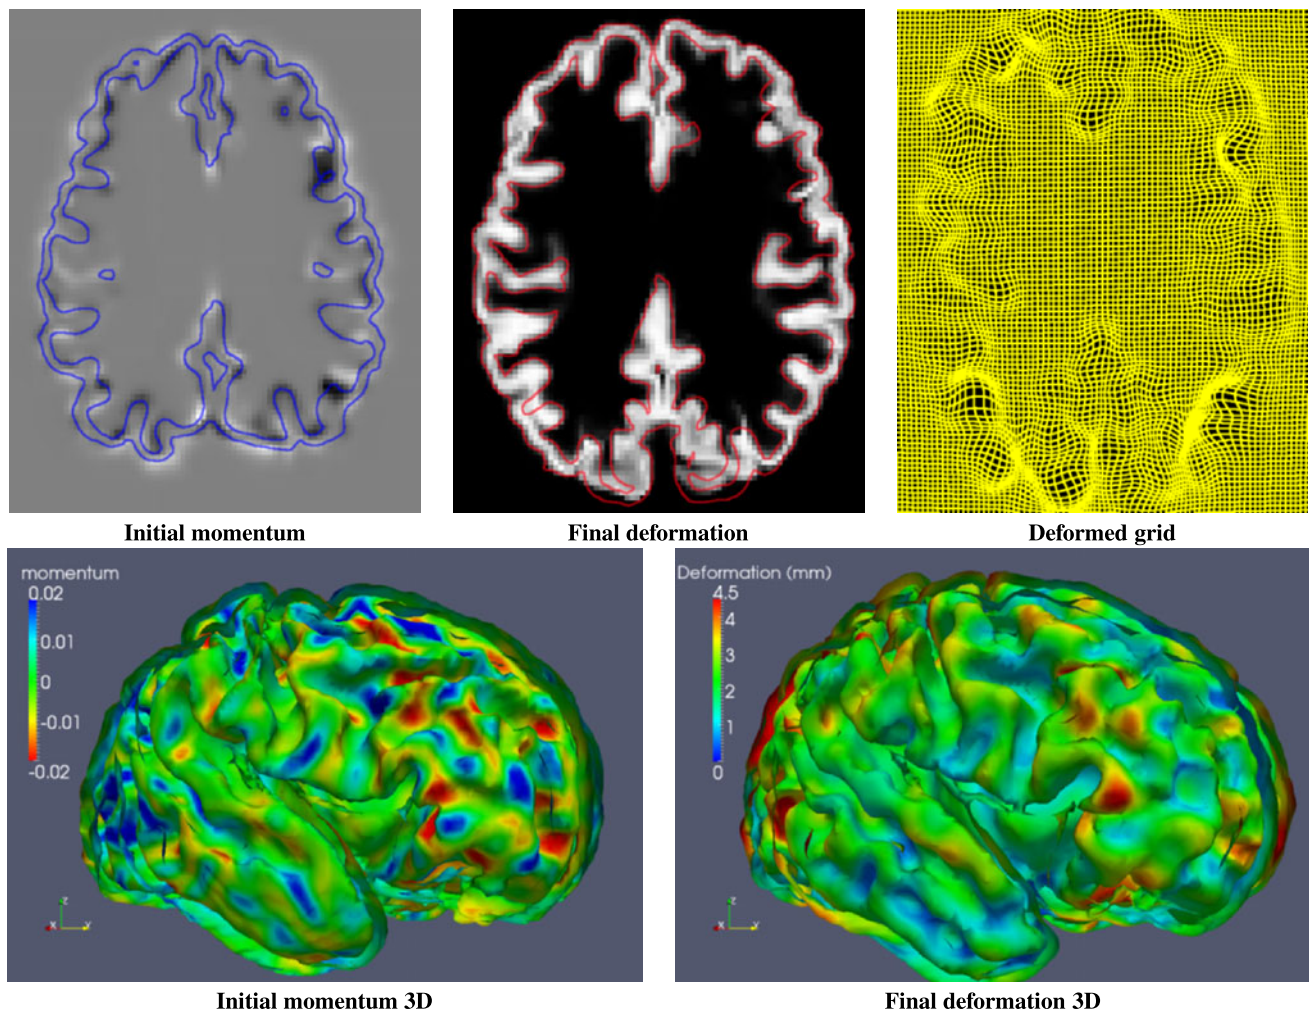 Initial momentum
Final deformation
Deformed grid
momentum
0.02
0.01
0
-0.01
-0.02
z
x
Y
Deformation (mm)
4.5
4
3
2
1
0
z
x
Y
Initial momentum 3D
Final deformation 3D